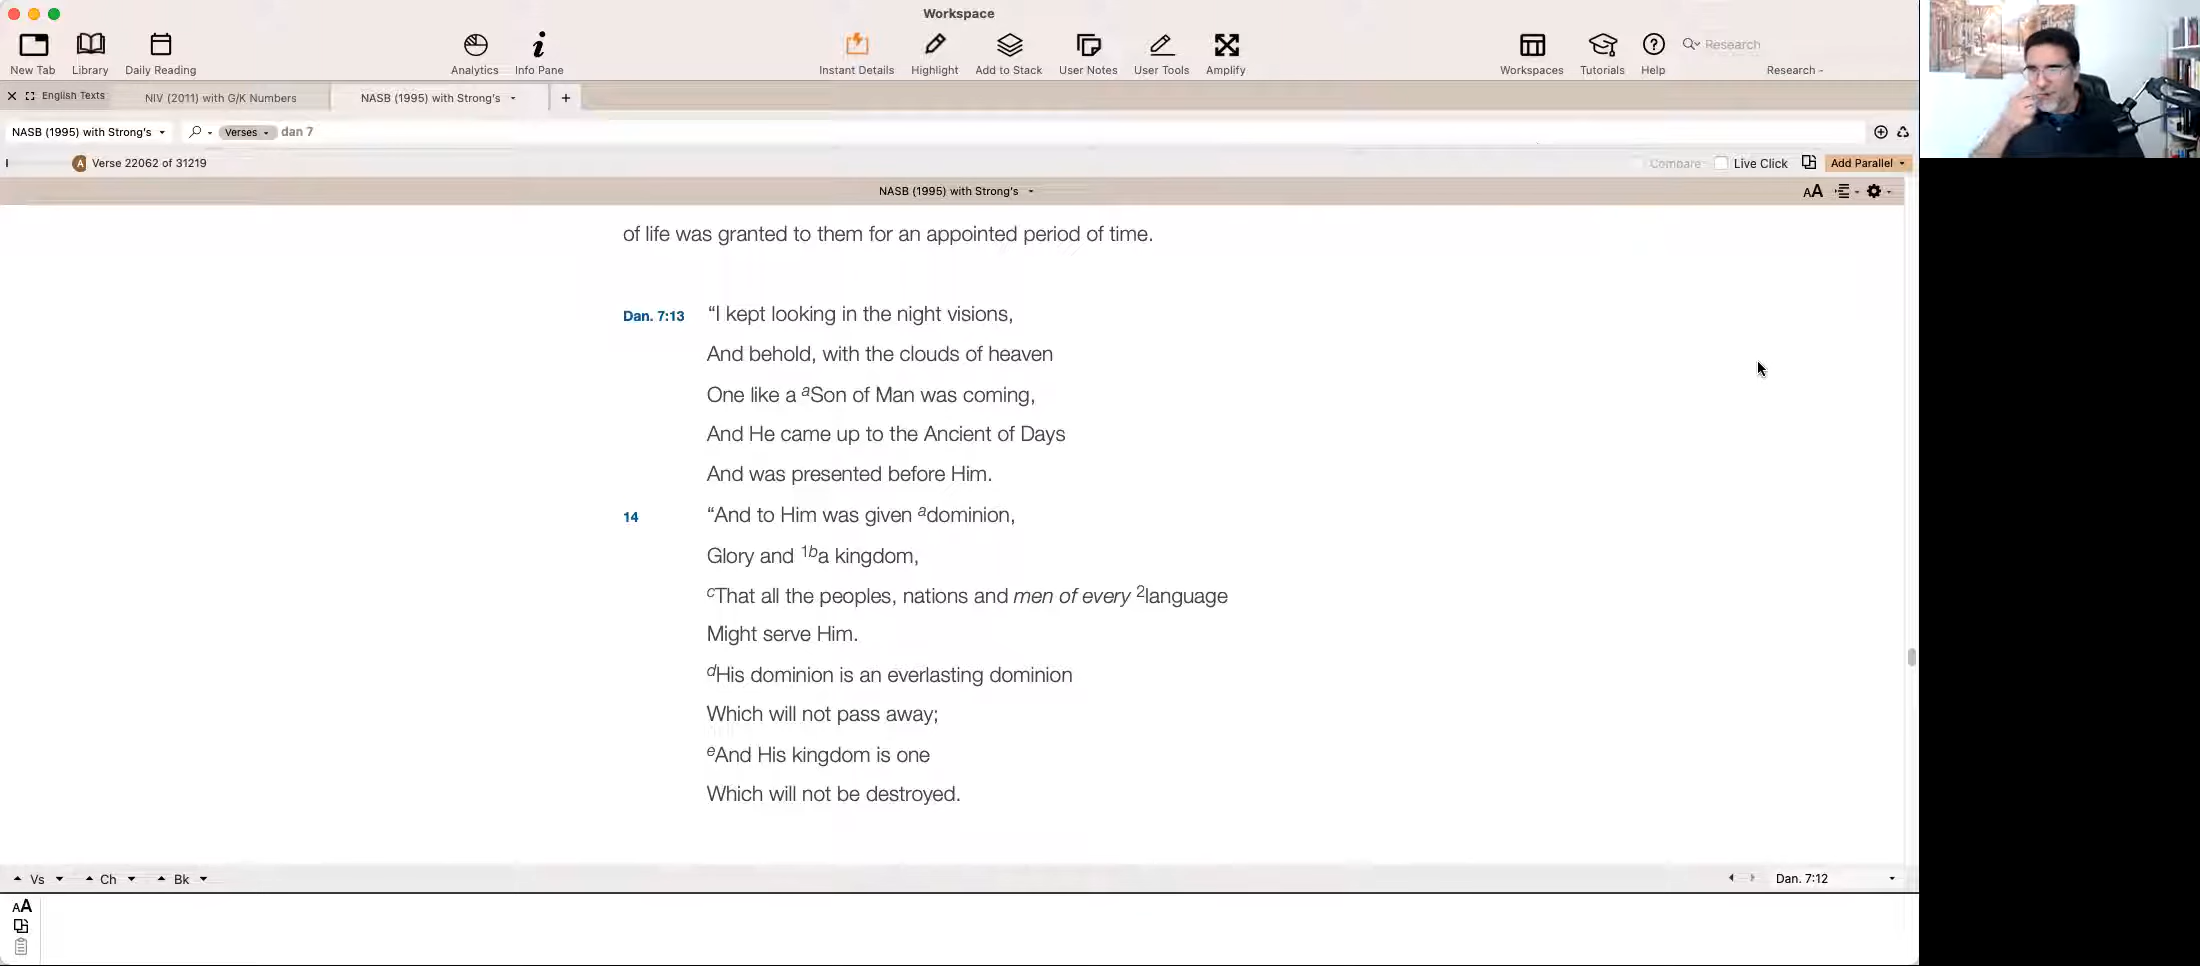 Workspace
New Tab
Library
Daily Reading
Analytics
Info Pane
Instant Details
Highlight
Add to Stack
User Notes
User Tools
Amplify
Workspaces
Tutorials
Help
Research
Research
English Texts
NIV (2011) with G/K Numbers
NASB (1995) with Strong's
NASB (1995) with Strong's
Verses
dan 7
A Verse 22062 of 31219
Compare
Live Click
Add Parallel
NASB (1995) with Strong's
AA
of life was granted to them for an appointed period of time.
Dan. 7:13 “I kept looking in the night visions,
And behold, with the clouds of heaven
One like a aSon of Man was coming,
And He came up to the Ancient of Days
And was presented before Him.
14 “And to Him was given adominion,
Glory and 1ba kingdom,
cThat all the peoples, nations and men of every 2language
Might serve Him.
dHis dominion is an everlasting dominion
Which will not pass away;
eAnd His kingdom is one
Which will not be destroyed.
Vs
Ch
Bk
Dan. 7:12
AA